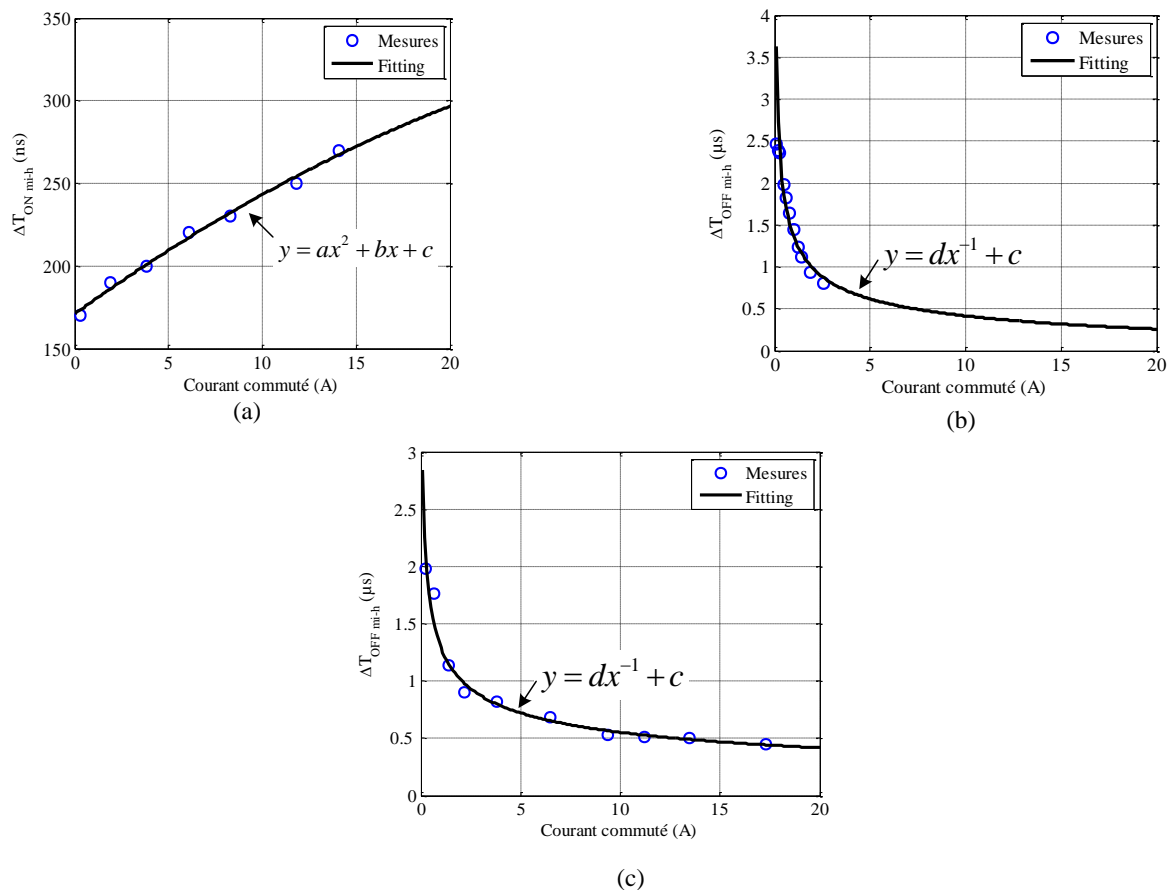 350
300
250
200
150
0
5
10
15
20
ΔT_ON mi-h (ns)
Courant commuté (A)
Mesures
Fitting
y = ax² + bx + c
(a)
4
3.5
3
2.5
2
1.5
1
0.5
0
0
5
10
15
20
ΔT_OFF mi-h (µs)
Courant commuté (A)
Mesures
Fitting
y = dx⁻¹ + c
(b)
3
2.5
2
1.5
1
0.5
0
0
5
10
15
20
ΔT_OFF mi-h (µs)
Courant commuté (A)
Mesures
Fitting
y = dx⁻¹ + c
(c)